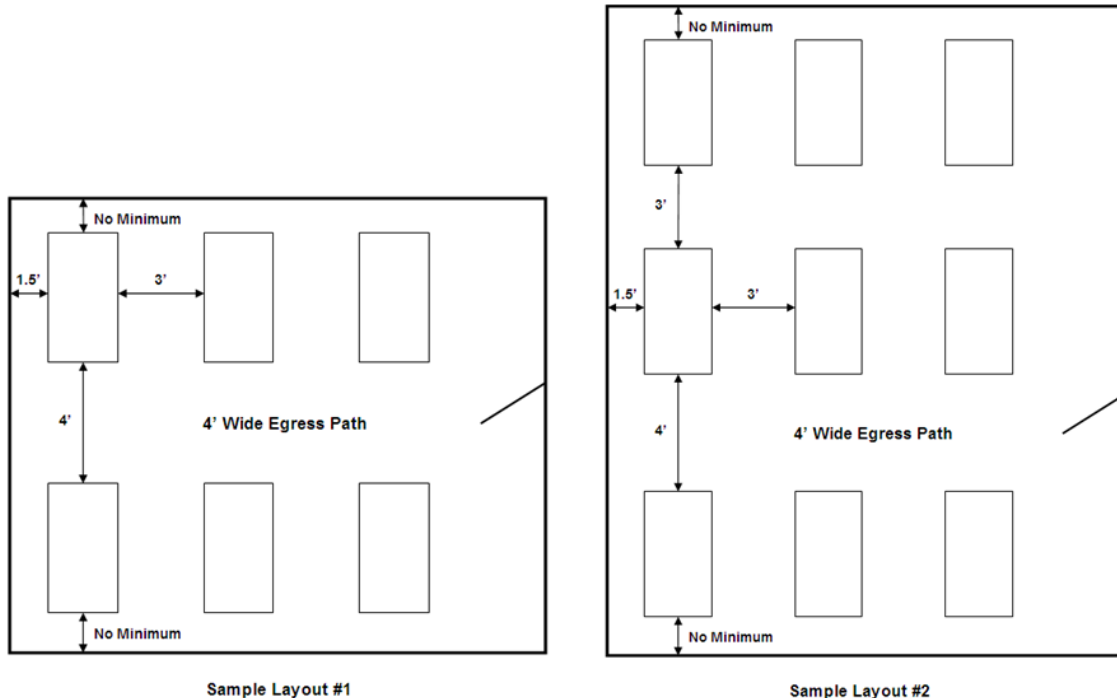 No Minimum
1.5’
3’
4’
4’ Wide Egress Path
No Minimum
Sample Layout #1
No Minimum
3’
1.5’
3’
4’
4’ Wide Egress Path
No Minimum
Sample Layout #2